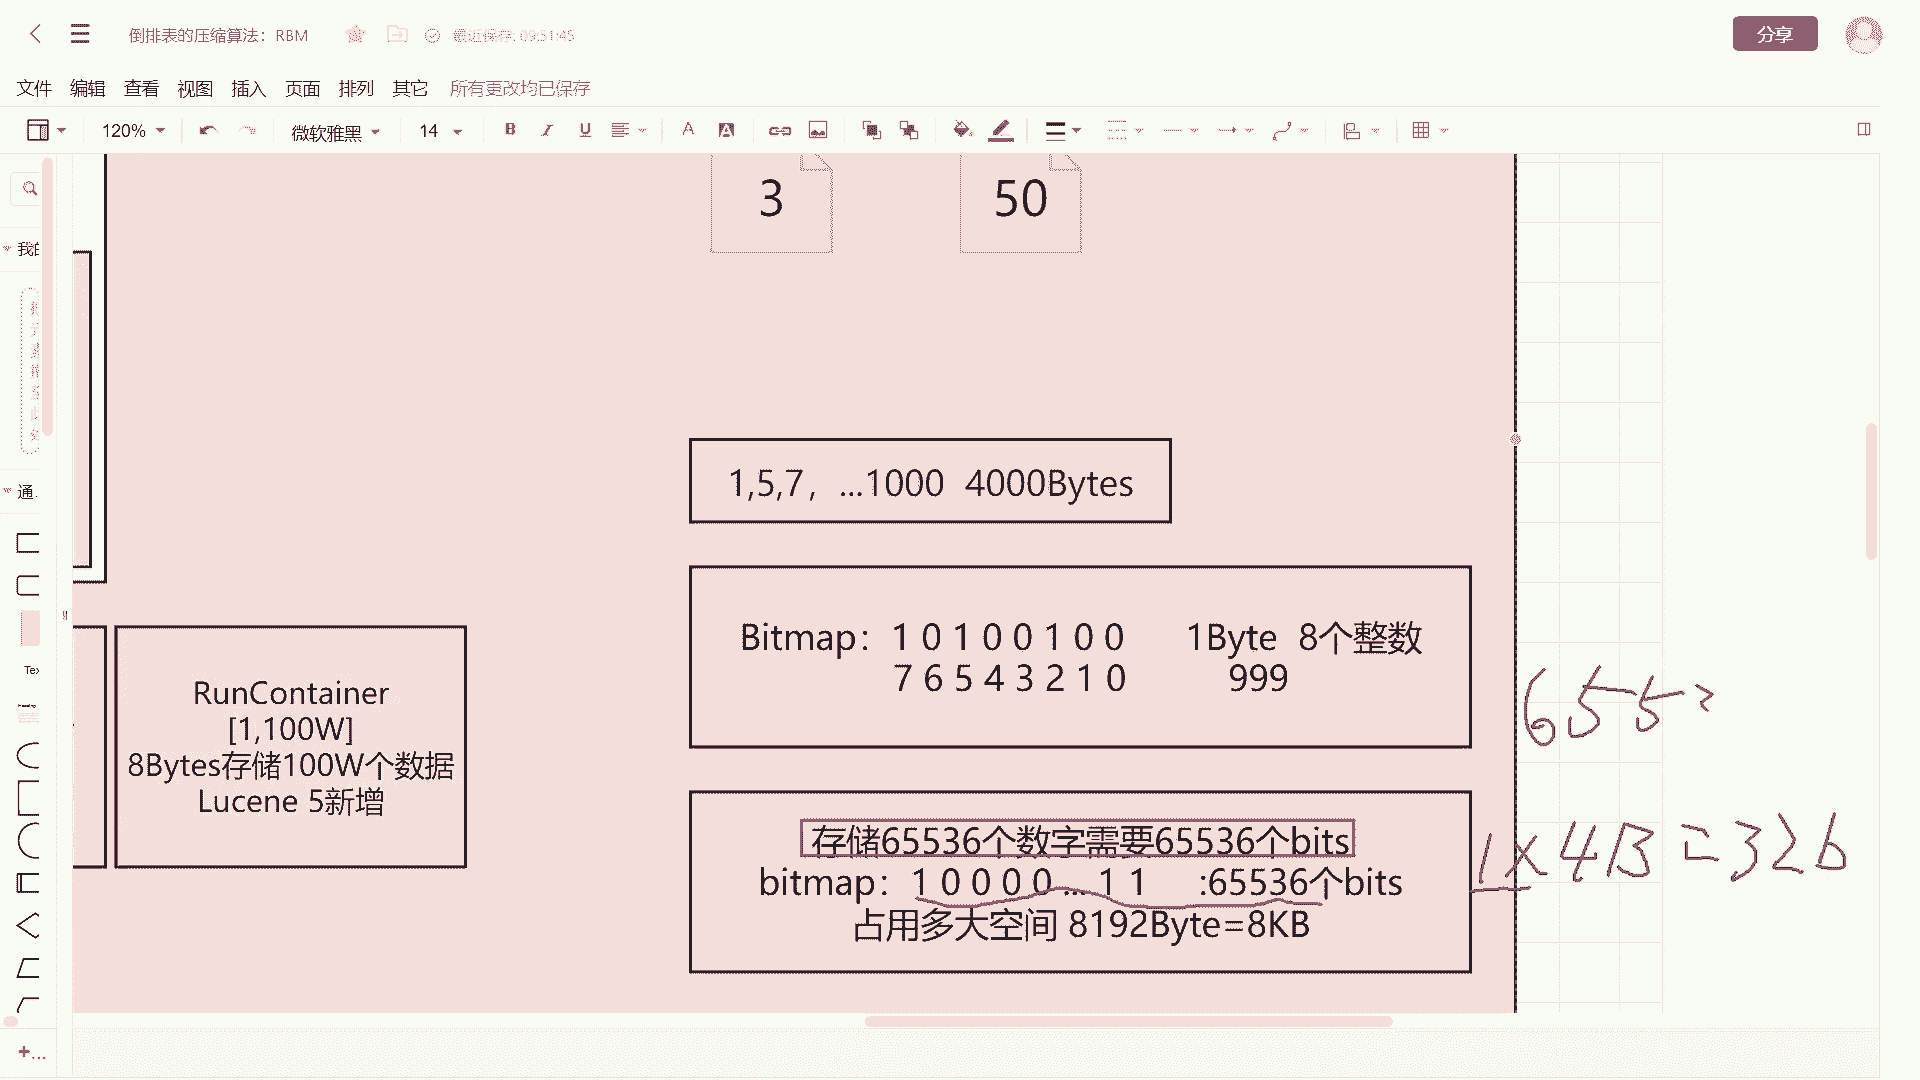 倒排表的压缩算法：RBM
最近保存: 09:51:45
分享
文件 编辑 查看 视图 插入 页面 排列 其它 所有更改均已保存
120% 微软雅黑 14 B I U A A
3
50
我的
通.
Tex
1,5,7，...1000 4000Bytes
Bitmap：1 0 1 0 0 1 0 0 1Byte 8个整数
7 6 5 4 3 2 1 0 999
RunContainer
[1,100W]
8Bytes存储100W个数据
Lucene 5新增
655
存储65536个数字需要65536个bits
bitmap：1 0 0 0 0 ... 1 1 :65536个bits
占用多大空间 8192Byte=8KB
1×4B=32b
+...